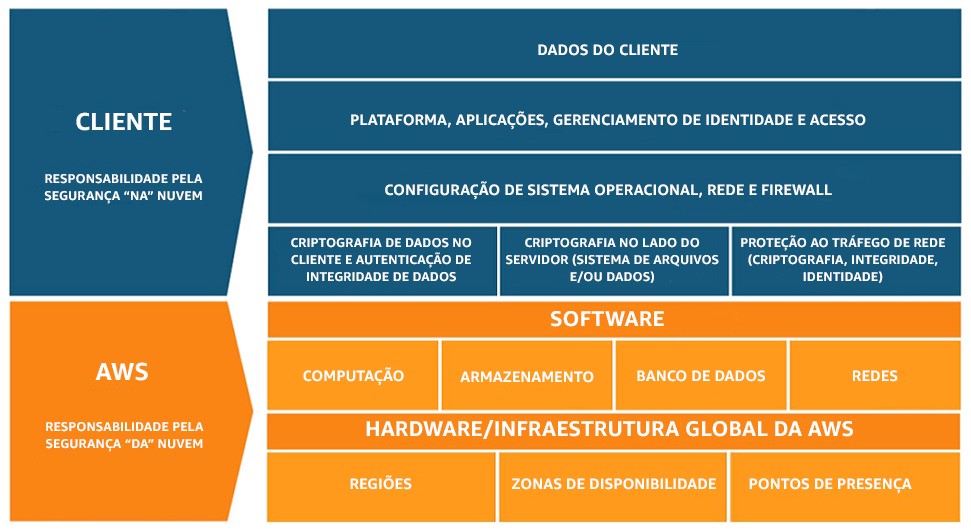 CLIENTE
RESPONSABILIDADE PELA
SEGURANÇA “NA” NUVEM
DADOS DO CLIENTE
PLATAFORMA, APLICAÇÕES, GERENCIAMENTO DE IDENTIDADE E ACESSO
CONFIGURAÇÃO DE SISTEMA OPERACIONAL, REDE E FIREWALL
CRIPTOGRAFIA DE DADOS NO
CLIENTE E AUTENTICAÇÃO DE
INTEGRIDADE DE DADOS
CRIPTOGRAFIA NO LADO DO
SERVIDOR (SISTEMA DE ARQUIVOS
E/OU DADOS)
PROTEÇÃO AO TRÁFEGO DE REDE
(CRIPTOGRAFIA, INTEGRIDADE,
IDENTIDADE)
AWS
RESPONSABILIDADE PELA
SEGURANÇA “DA” NUVEM
SOFTWARE
COMPUTAÇÃO
ARMAZENAMENTO
BANCO DE DADOS
REDES
HARDWARE/INFRAESTRUTURA GLOBAL DA AWS
REGIÕES
ZONAS DE DISPONIBILIDADE
PONTOS DE PRESENÇA